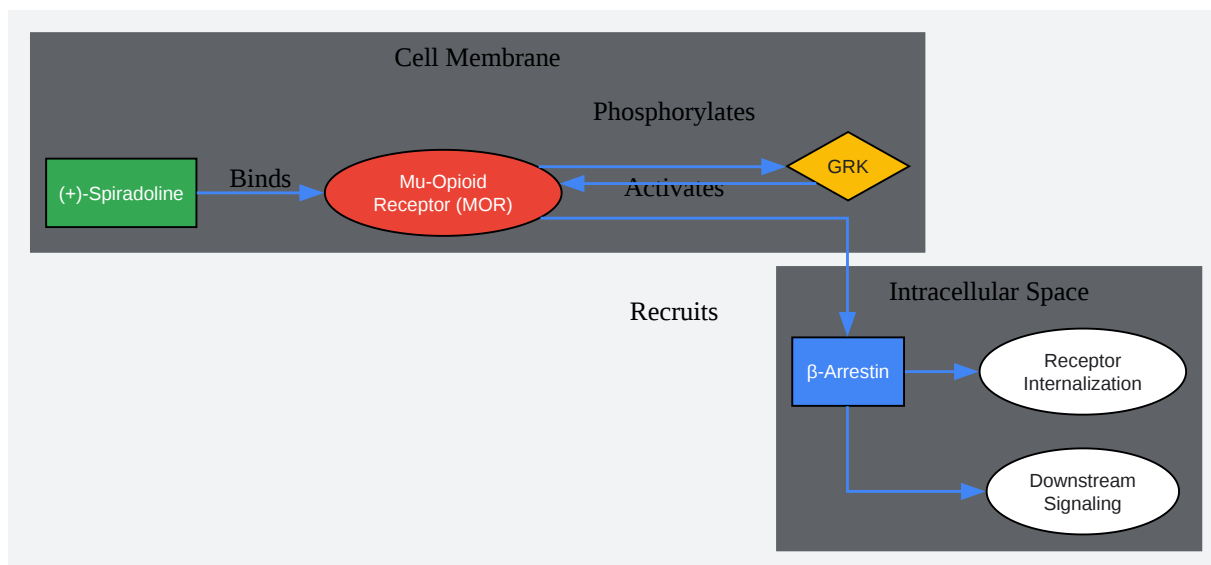 Cell Membrane
Phosphorylates
(+)-Spiradoline
Binds
Mu-Opioid
Receptor (MOR)
Activates
GRK
Recruits
Intracellular Space
β-Arrestin
Receptor
Internalization
Downstream
Signaling